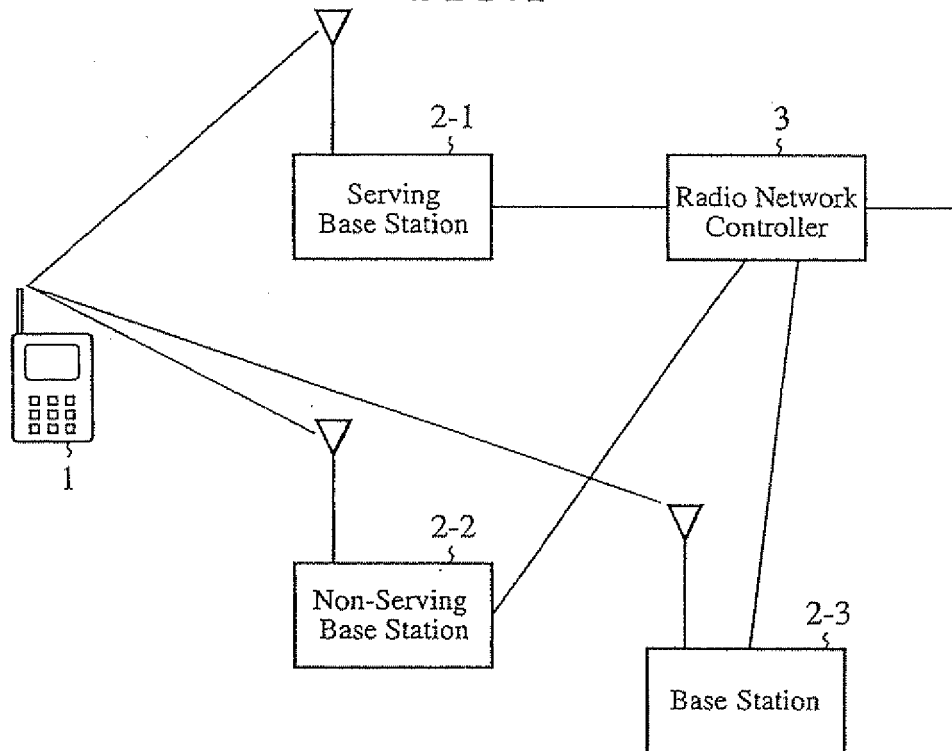 2-1
3
Serving
Base Station
Radio Network
Controller
1
2-2
Non-Serving
Base Station
2-3
Base Station